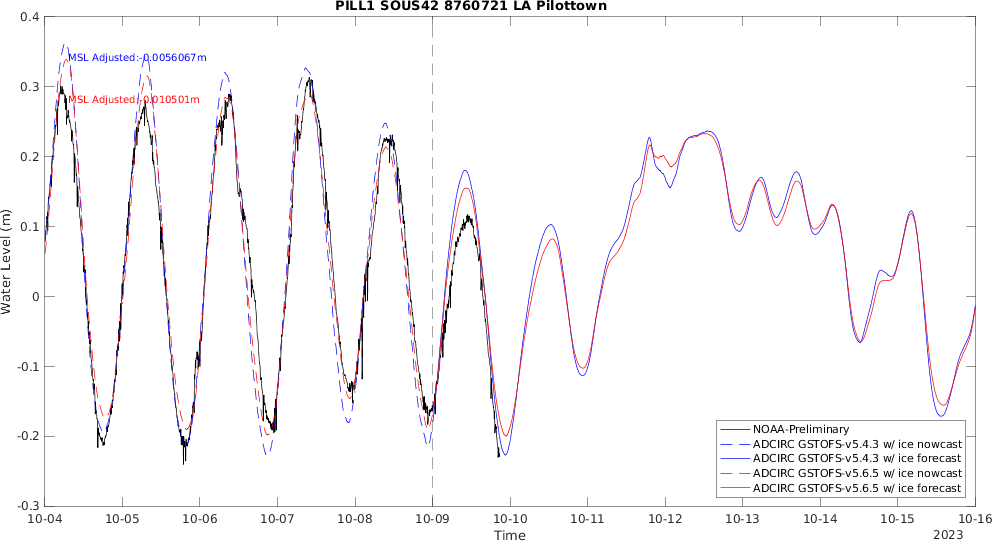 PILL1 SOUS42 8760721 LA Pilottown
MSL Adjusted:-0.0056067m
MSL Adjusted:-0.010501m
Water Level (m)
0.4
0.3
0.2
0.1
0
-0.1
-0.2
-0.3
NOAA-Preliminary
ADCIRC GSTOFS-v5.4.3 w/ ice nowcast
ADCIRC GSTOFS-v5.4.3 w/ ice forecast
ADCIRC GSTOFS-v5.6.5 w/ ice nowcast
ADCIRC GSTOFS-v5.6.5 w/ ice forecast
10-04 10-05 10-06 10-07 10-08 10-09 10-10 10-11 10-12 10-13 10-14 10-15 10-16
Time
2023